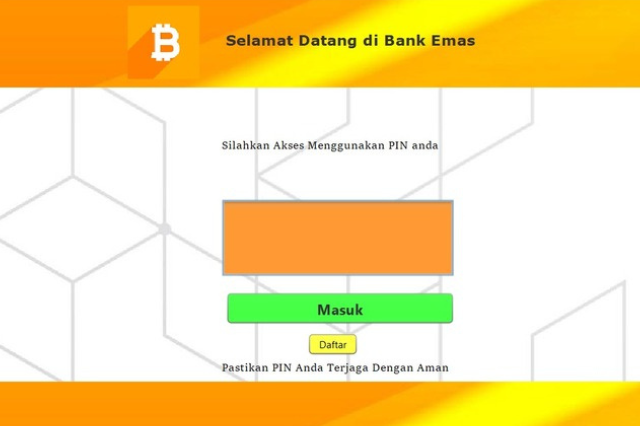 Selamat Datang di Bank Emas
Silahkan Akses Menggunakan PIN anda
Masuk
Daftar
Pastikan PIN Anda Terjaga Dengan Aman